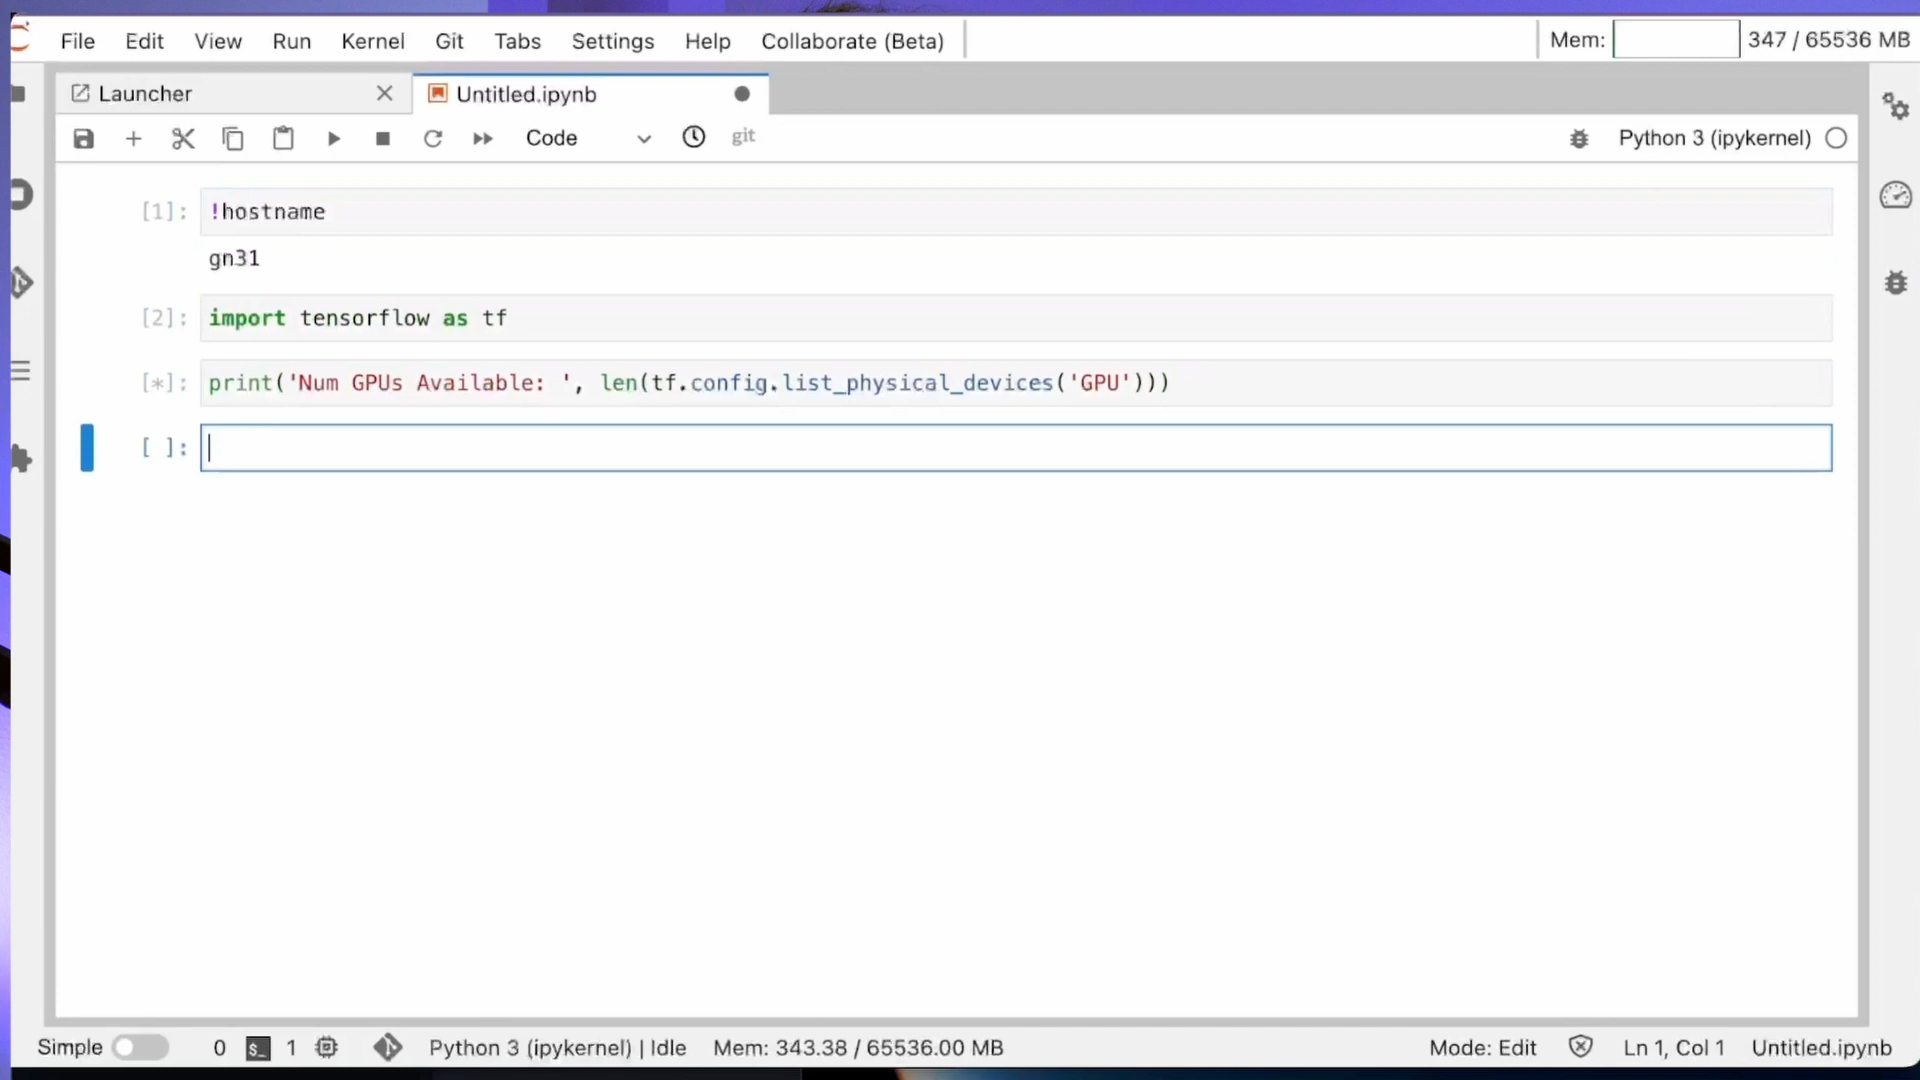 File Edit View Run Kernel Git Tabs Settings Help Collaborate (Beta) Mem: 347 / 65536 MB
Launcher Untitled.ipynb
Code git Python 3 (ipykernel)
[1]: !hostname
gn31
[2]: import tensorflow as tf
[*]: print('Num GPUs Available: ', len(tf.config.list_physical_devices('GPU')))
[ ]:
Simple 0 $_ 1 Python 3 (ipykernel) | Idle Mem: 343.38 / 65536.00 MB Mode: Edit Ln 1, Col 1 Untitled.ipynb